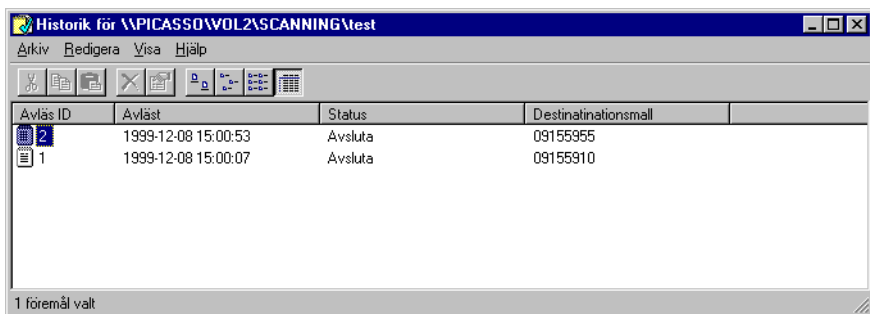 Historik för \\PICASSO\VOL2\SCANNING\test
Arkiv Redigera Visa Hjälp
Avläs ID Avläst Status Destinatinationsmall
2 1999-12-08 15:00:53 Avsluta 09155955
1 1999-12-08 15:00:07 Avsluta 09155910
1 föremål valt